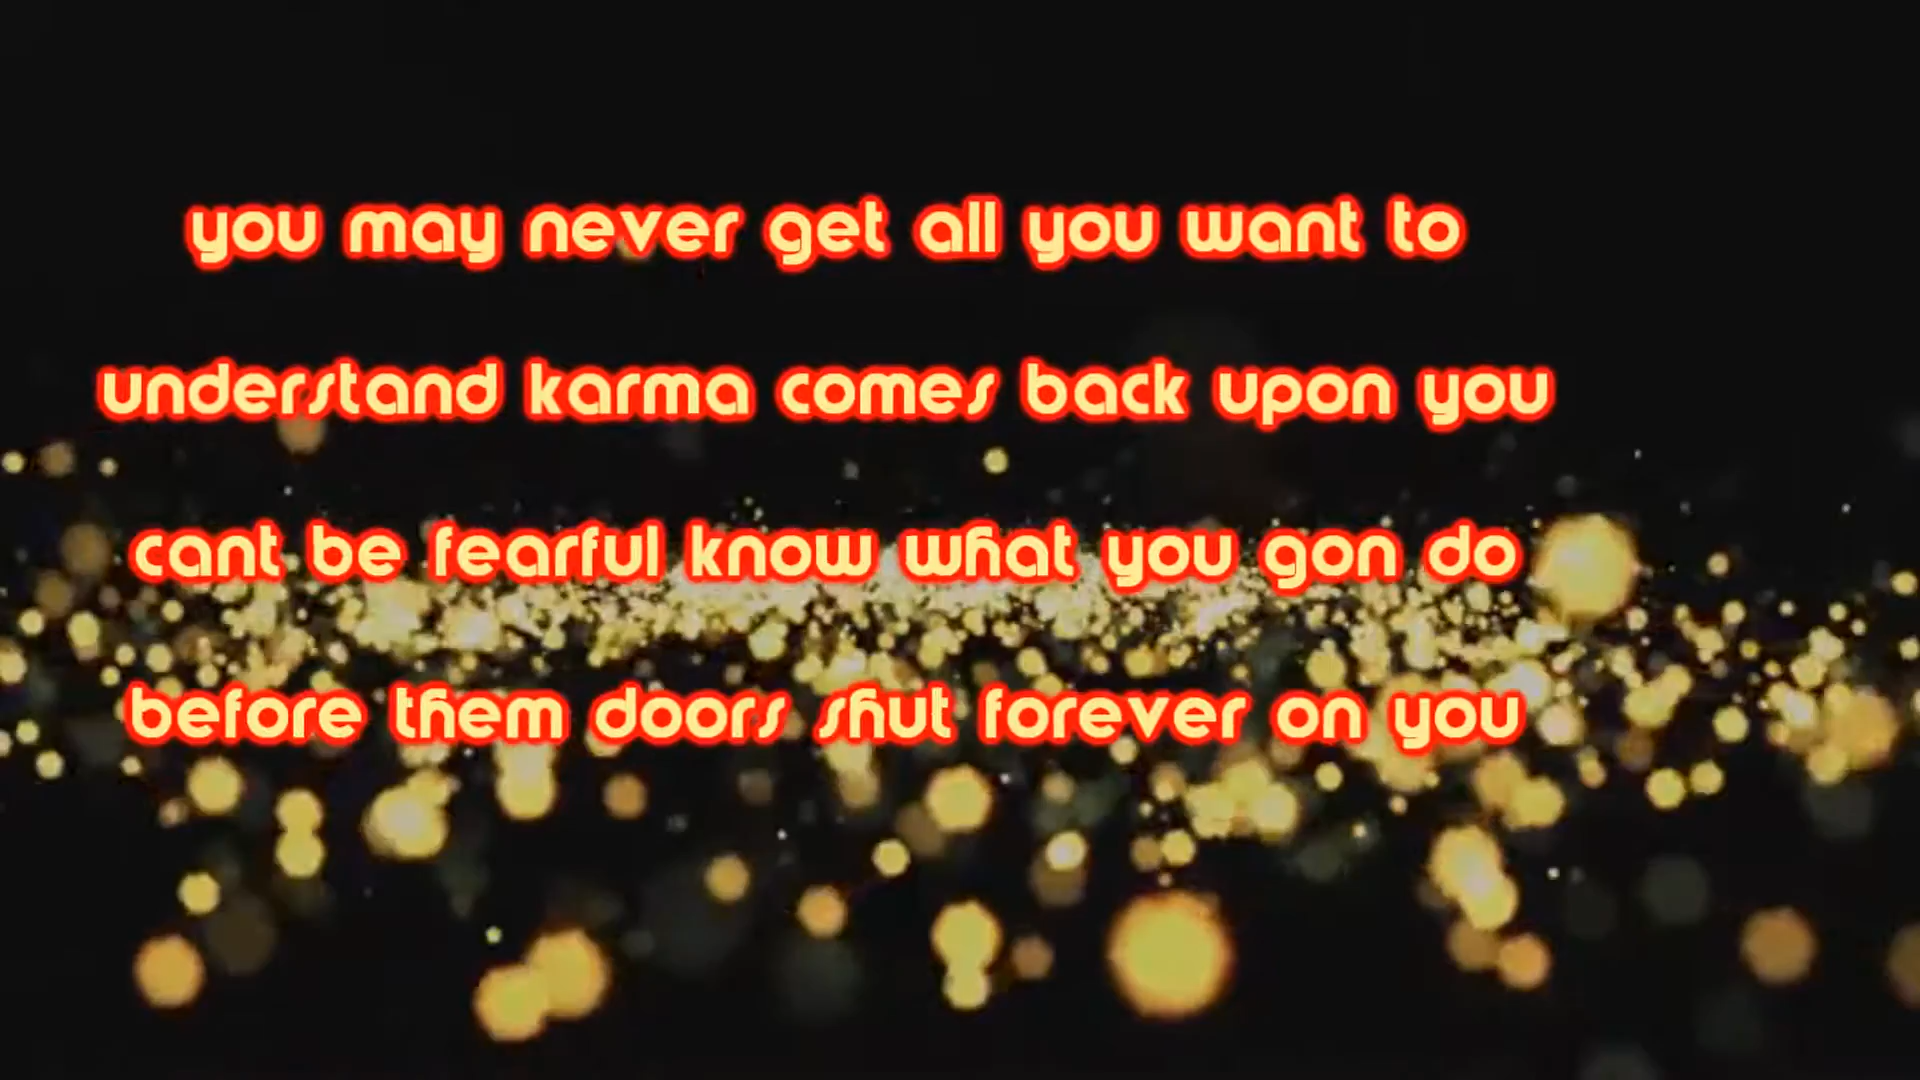 you may never get all you want to
understand karma comes back upon you
cant be fearful know what you gon do
before them doors shut forever on you